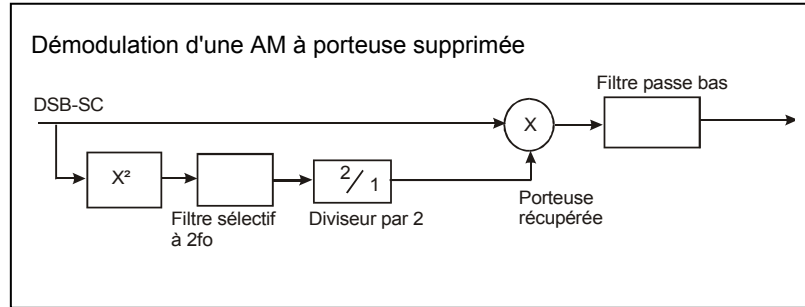 Démodulation d'une AM à porteuse supprimée
Filtre passe bas
DSB-SC
X
X²
2/1
Filtre sélectif
à 2fo
Diviseur par 2
Porteuse
récupérée